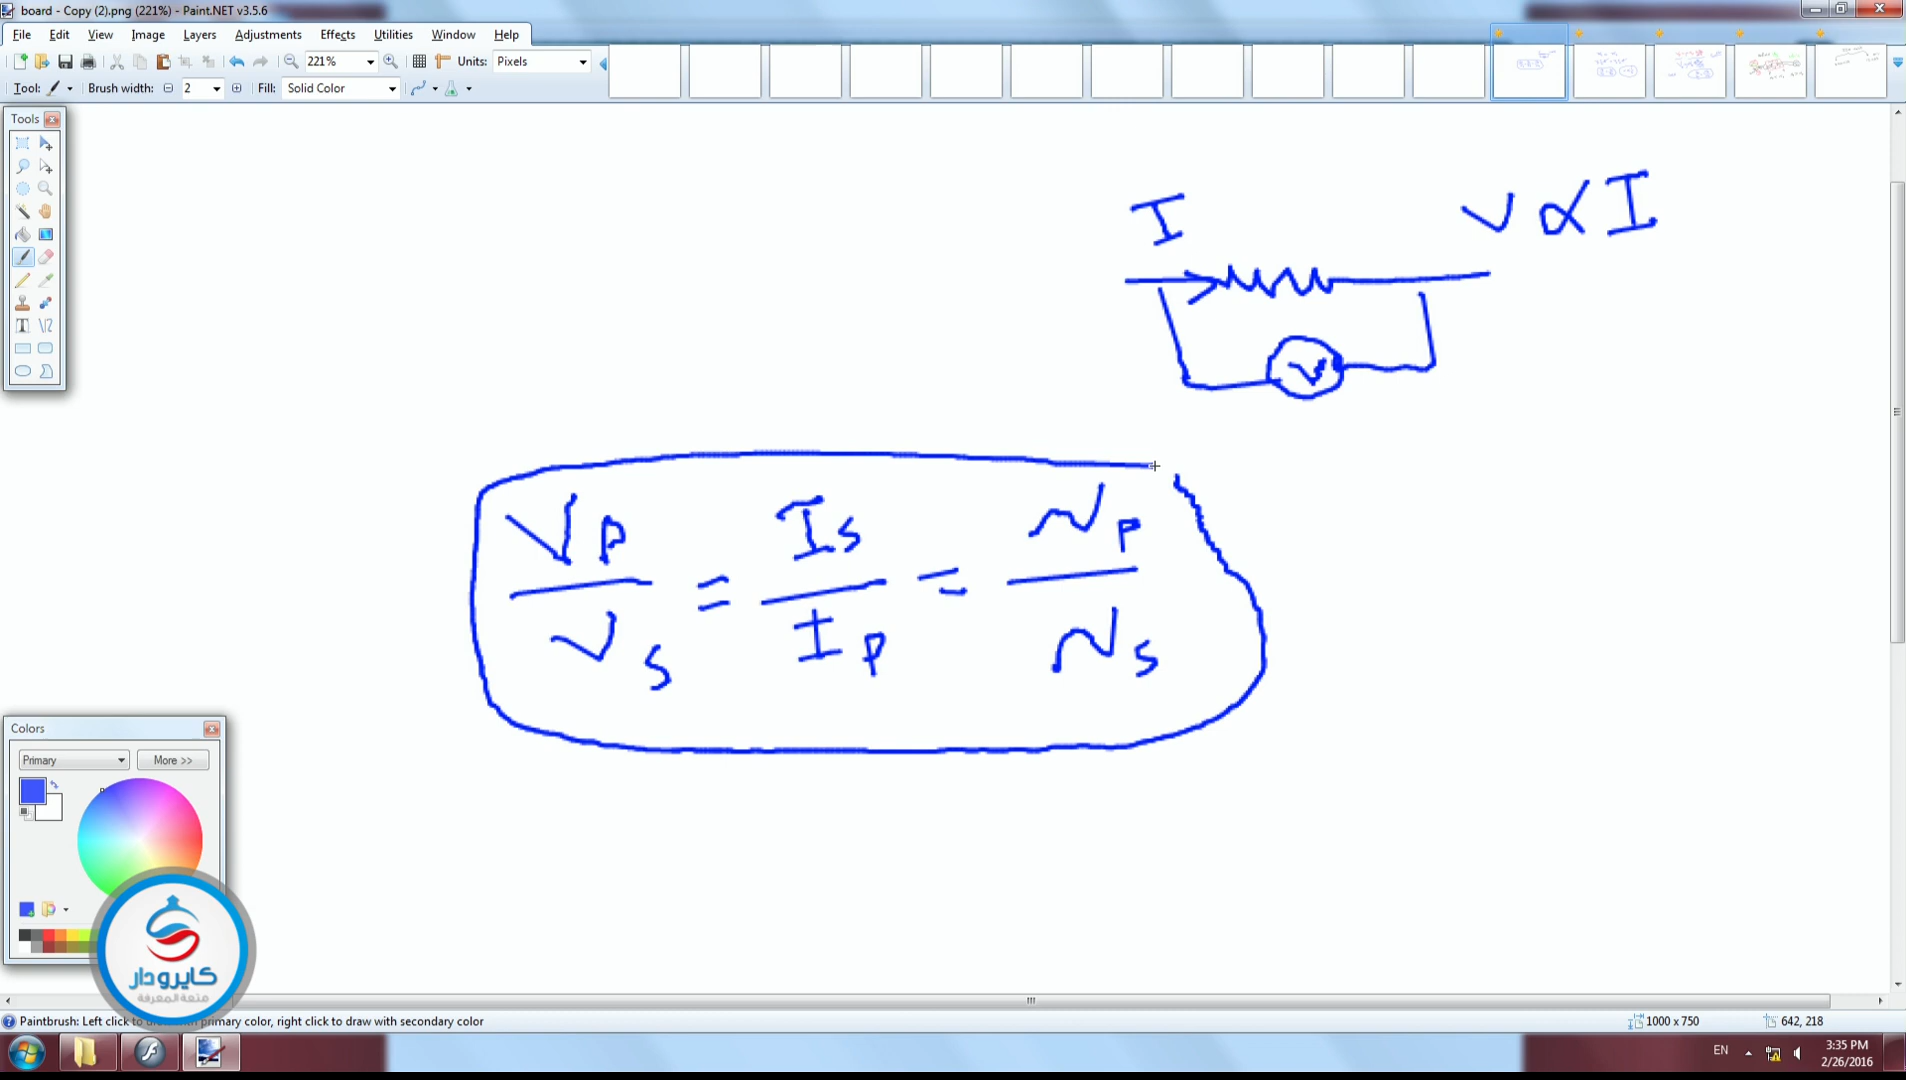 board - Copy (2).png (221%) - Paint.NET v3.5.6
File Edit View Image Layers Adjustments Effects Utilities Window Help
221% Units: Pixels
Tool: Brush width: 2 Fill: Solid Color
Tools
I V ∝ I
V
Vp / Vs = Is / Ip = Np / Ns
Colors
Primary More >>
كايرودار
متعة المعرفة
Paintbrush: Left click to primary color, right click to draw with secondary color
1000 x 750 642, 218
EN 3:35 PM
2/26/2016